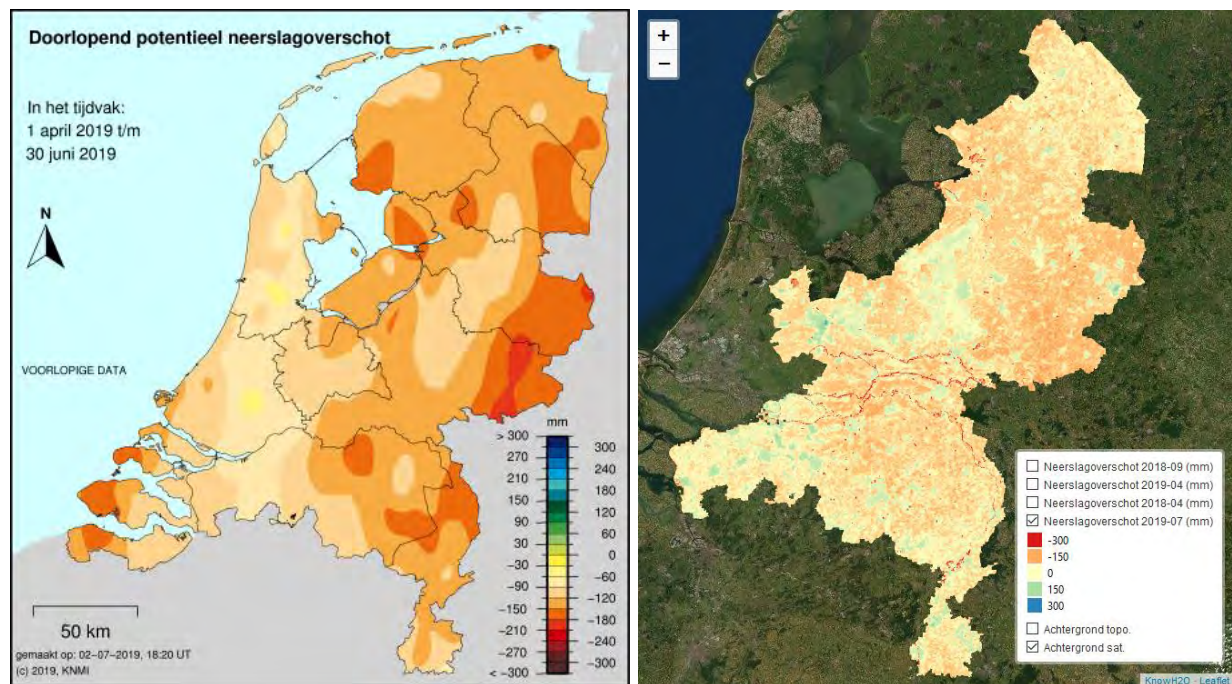 Doorlopend potentieel neerslagoverschot
In het tijdvak:
1 april 2019 t/m
30 juni 2019
N
VOORLOPIGE DATA
50 km
gemaakt op: 02-07-2019, 18:20 UT
(c) 2019, KNMI
mm
> 300
300
270
240
210
180
150
120
90
60
30
0
-30
-60
-90
-120
-150
-180
-210
-240
-270
-300
< -300
+
−
Neerslagoverschot 2018-09 (mm)
Neerslagoverschot 2019-04 (mm)
Neerslagoverschot 2018-04 (mm)
Neerslagoverschot 2019-07 (mm)
-300
-150
0
150
300
Achtergrond topo.
Achtergrond sat.
KnowH2O - Leaflet